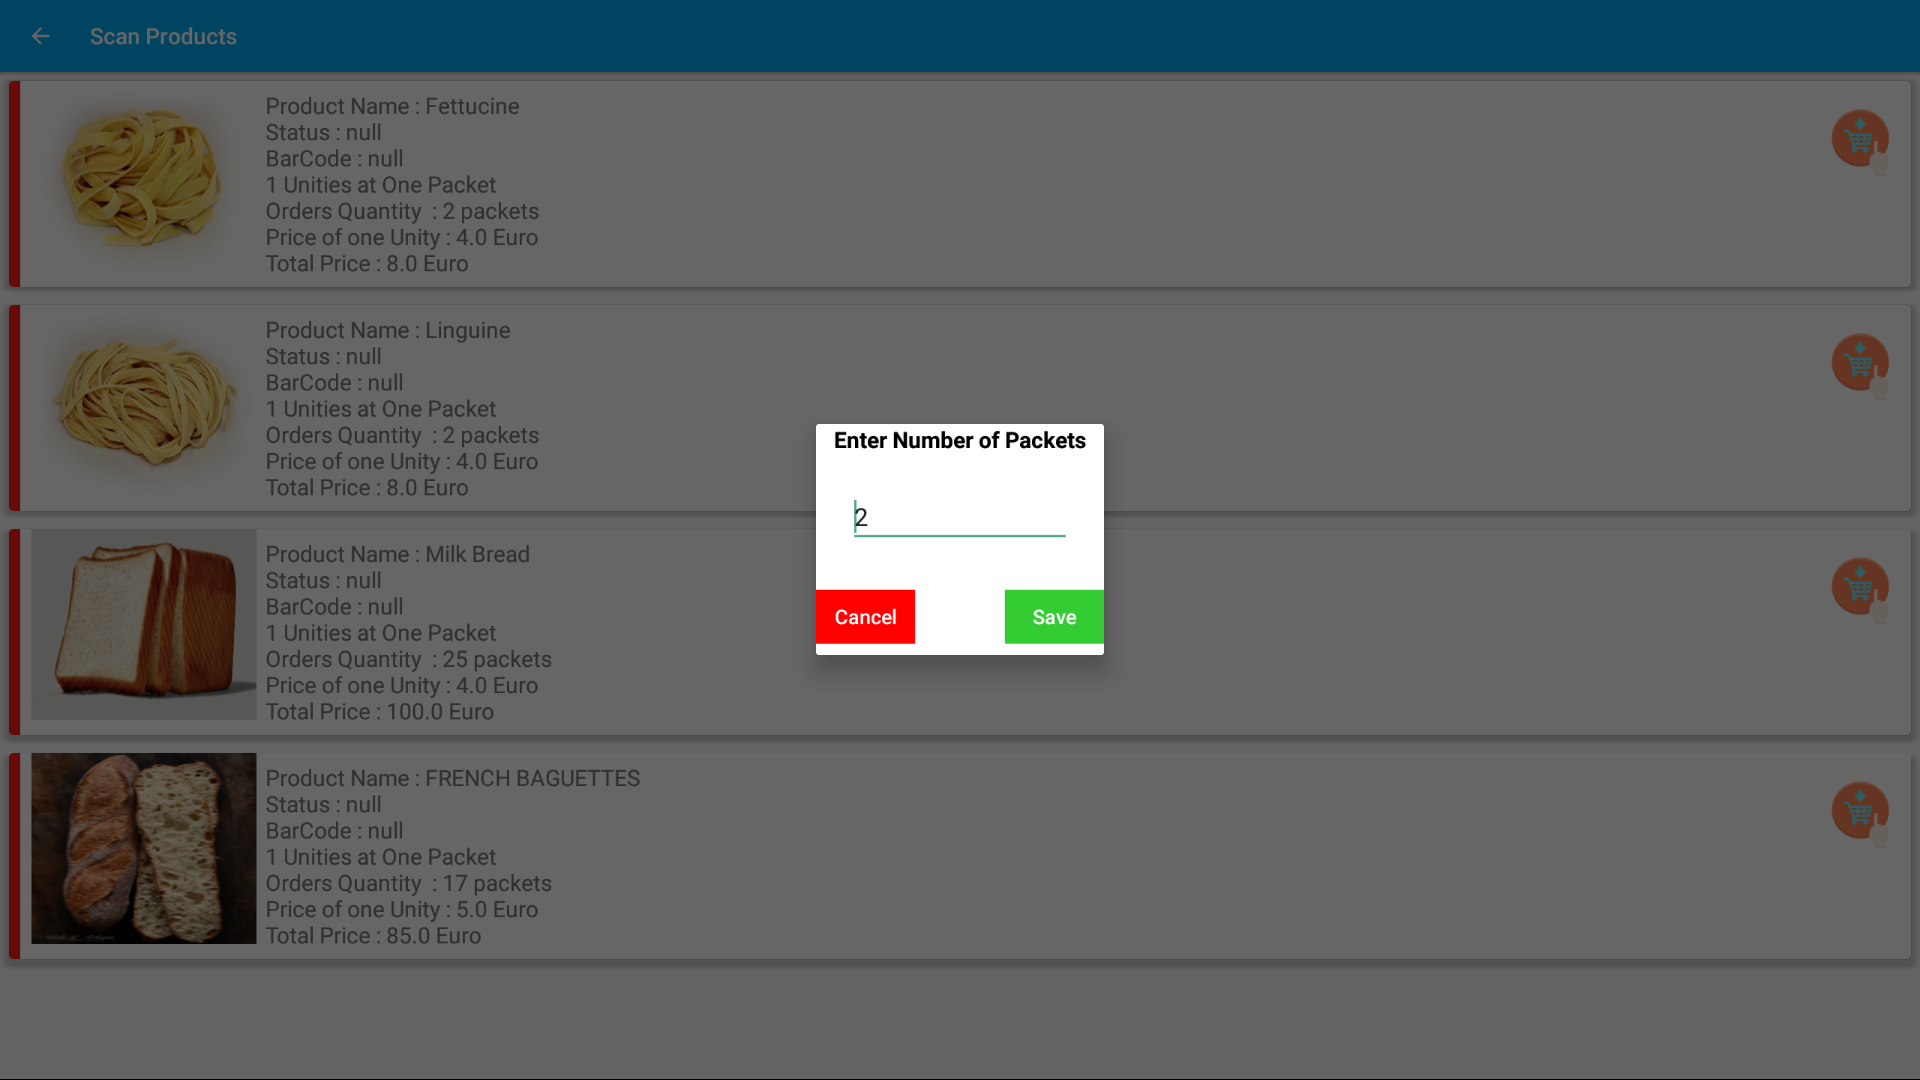 Scan Products
Product Name : Fettucine
Status : null
BarCode : null
1 Unities at One Packet
Orders Quantity  : 2 packets
Price of one Unity : 4.0 Euro
Total Price : 8.0 Euro
Product Name : Linguine
Status : null
BarCode : null
1 Unities at One Packet
Orders Quantity  : 2 packets
Price of one Unity : 4.0 Euro
Total Price : 8.0 Euro
Enter Number of Packets
2
Cancel
Save
Product Name : Milk Bread
Status : null
BarCode : null
1 Unities at One Packet
Orders Quantity  : 25 packets
Price of one Unity : 4.0 Euro
Total Price : 100.0 Euro
Product Name : FRENCH BAGUETTES
Status : null
BarCode : null
1 Unities at One Packet
Orders Quantity  : 17 packets
Price of one Unity : 5.0 Euro
Total Price : 85.0 Euro